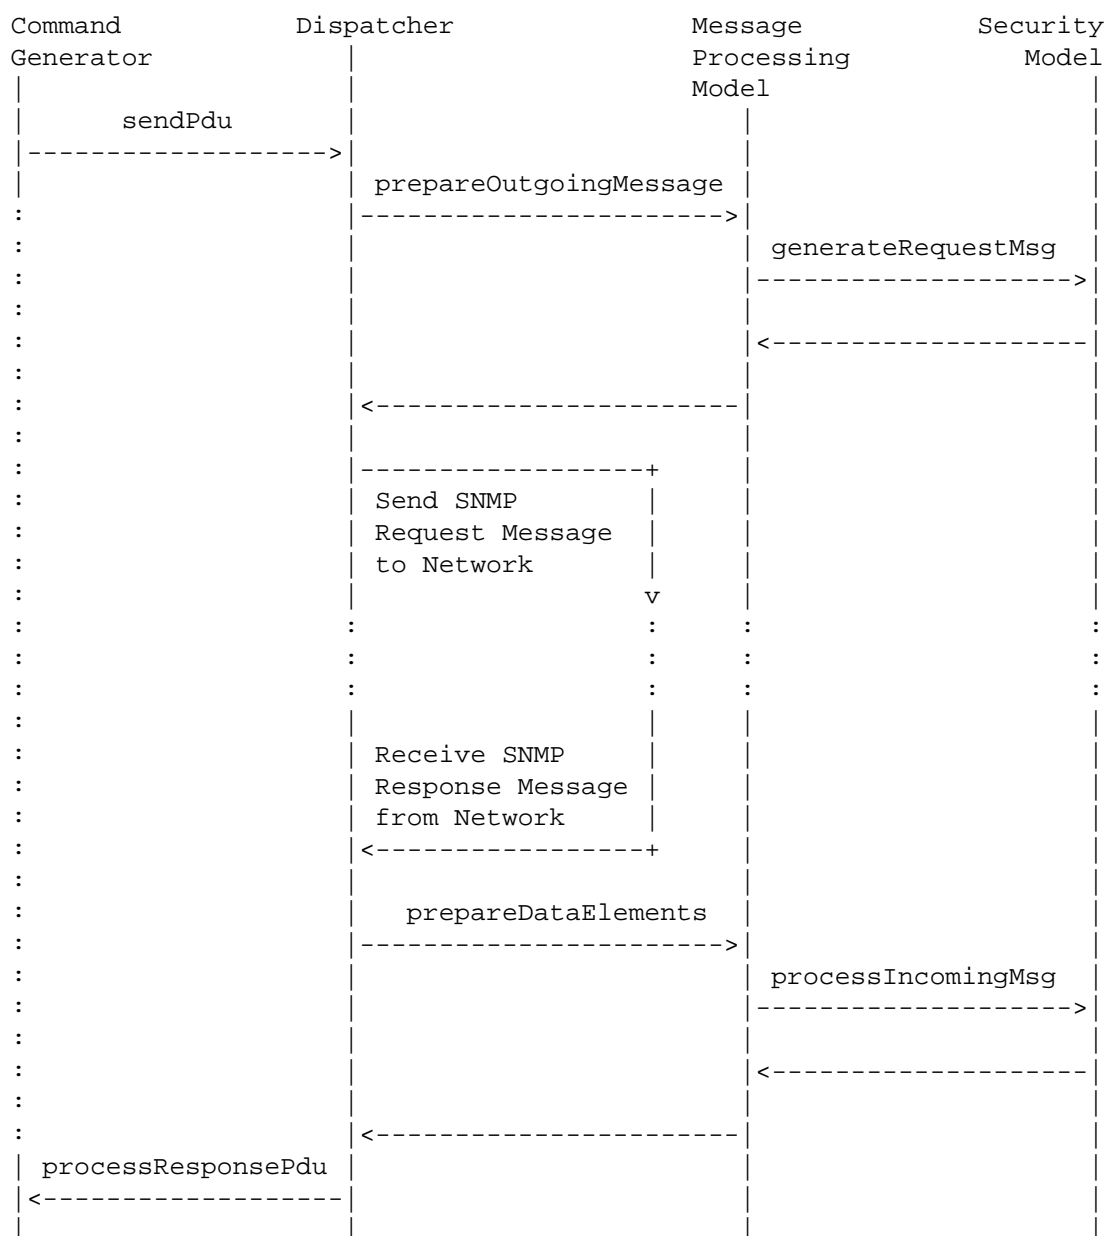 Command Dispatcher Message Security
Generator Processing Model
Model
sendPdu
prepareOutgoingMessage
generateRequestMsg
Send SNMP
Request Message
to Network
v
Receive SNMP
Response Message
from Network
prepareDataElements
processIncomingMsg
processResponsePdu